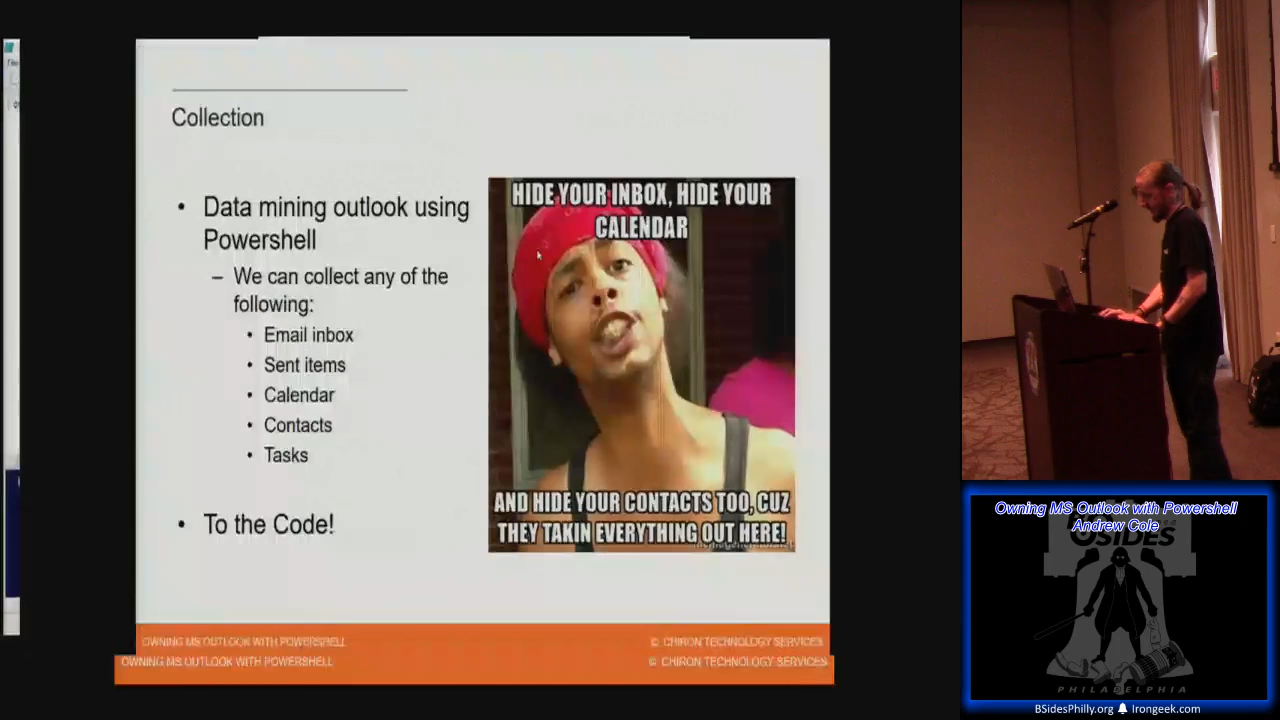 Collection
• Data mining outlook using
Powershell
– We can collect any of the
following:
• Email inbox
• Sent items
• Calendar
• Contacts
• Tasks
• To the Code!
HIDE YOUR INBOX, HIDE YOUR
CALENDAR
AND HIDE YOUR CONTACTS TOO, CUZ
THEY TAKIN EVERYTHING OUT HERE!
OWNING MS OUTLOOK WITH POWERSHELL
© CHIRON TECHNOLOGY SERVICES
OWNING MS OUTLOOK WITH POWERSHELL
© CHIRON TECHNOLOGY SERVICES
Owning MS Outlook with Powershell
Andrew Cole
BSIDES
PHILADELPHIA
BSidesPhilly.org Irongeek.com